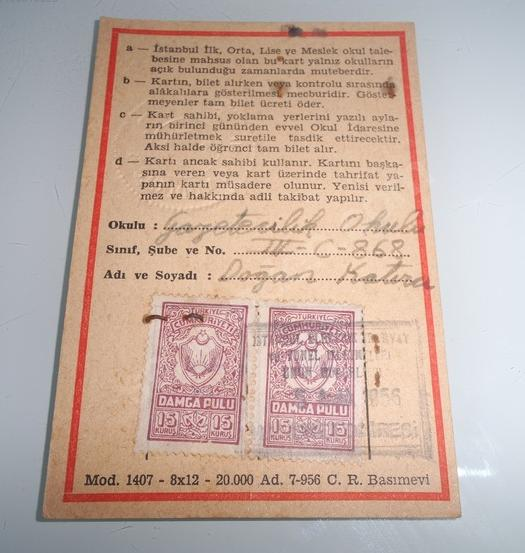 a — İstanbul İlk, Orta, Lise ve Meslek okul tale-
besine mahsus olan bu kart yalnız okulların
açık bulunduğu zamanlarda muteberdir.
b — Kartın, bilet alırken veya kontrolu sırasında
alâkalılara gösterilmesi mecburidir. Göster-
meyenler tam bilet ücreti öder.
c — Kart sahibi, yoklama yerlerini yazılı ayla-
rın birinci gününden evvel Okul İdaresine
mühürletmek suretile tasdik ettirecektir.
Aksi halde öğrenci tam bilet alır.
d — Kartı ancak sahibi kullanır. Kartını başka-
sına veren veya kart üzerinde tahrifat ya-
panın kartı müsadere olunur. Yenisi veril-
mez ve hakkında adli takibat yapılır.
Okulu : Gazetecilik Okulu
Sınıf, Şube ve No. III-C-868
Adı ve Soyadı : Doğan
TÜRKİYE TÜRKİYE
CUMHURİYETİ CUMHURİYETİ
DAMGA PULU DAMGA PULU
15 15 15 15
KURUŞ KURUŞ KURUŞ KURUŞ
1956
Mod. 1407 - 8x12 - 20.000 Ad. 7-956 C. R. Basımevi